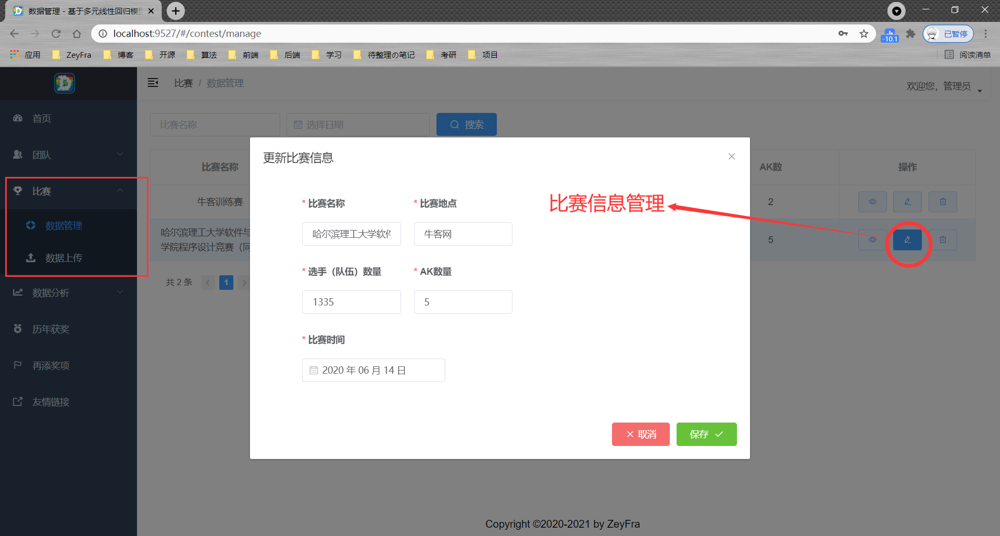 数据管理 - 基于多元线性回归模
localhost:9527/#/contest/manage
-10.1
已暂停
应用
ZeyFra
博客
开源
算法
前端
后端
学习
待整理の笔记
考研
项目
阅读清单
比赛 / 数据管理
欢迎您，管理员
首页
团队
比赛
数据管理
数据上传
数据分析
历年获奖
再添奖项
友情链接
比赛名称
选择日期
搜索
比赛名称
AK数
操作
牛客训练赛
2
哈尔滨理工大学软件与
学院程序设计竞赛（同
5
共 2 条
1
更新比赛信息
* 比赛名称
* 比赛地点
哈尔滨理工大学软件
牛客网
* 选手（队伍）数量
* AK数量
1335
5
* 比赛时间
2020 年 06 月 14 日
取消
保存
比赛信息管理
Copyright ©2020-2021 by ZeyFra